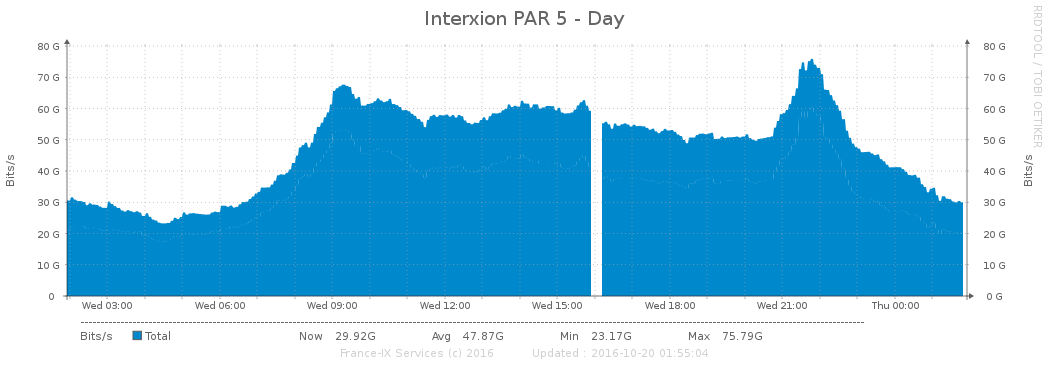 Interxion PAR 5 - Day
RRDTOOL / TOBI OETIKER
Bits/s
80 G 80 G
70 G 70 G
60 G 60 G
50 G 50 G
40 G 40 G
30 G 30 G
20 G 20 G
10 G 10 G
0 0 G
Bits/s
Wed 03:00 Wed 06:00 Wed 09:00 Wed 12:00 Wed 15:00 Wed 18:00 Wed 21:00 Thu 00:00
Bits/s Total Now 29.92G Avg 47.87G Min 23.17G Max 75.79G
France-IX Services (c) 2016 Updated : 2016-10-20 01:55:04